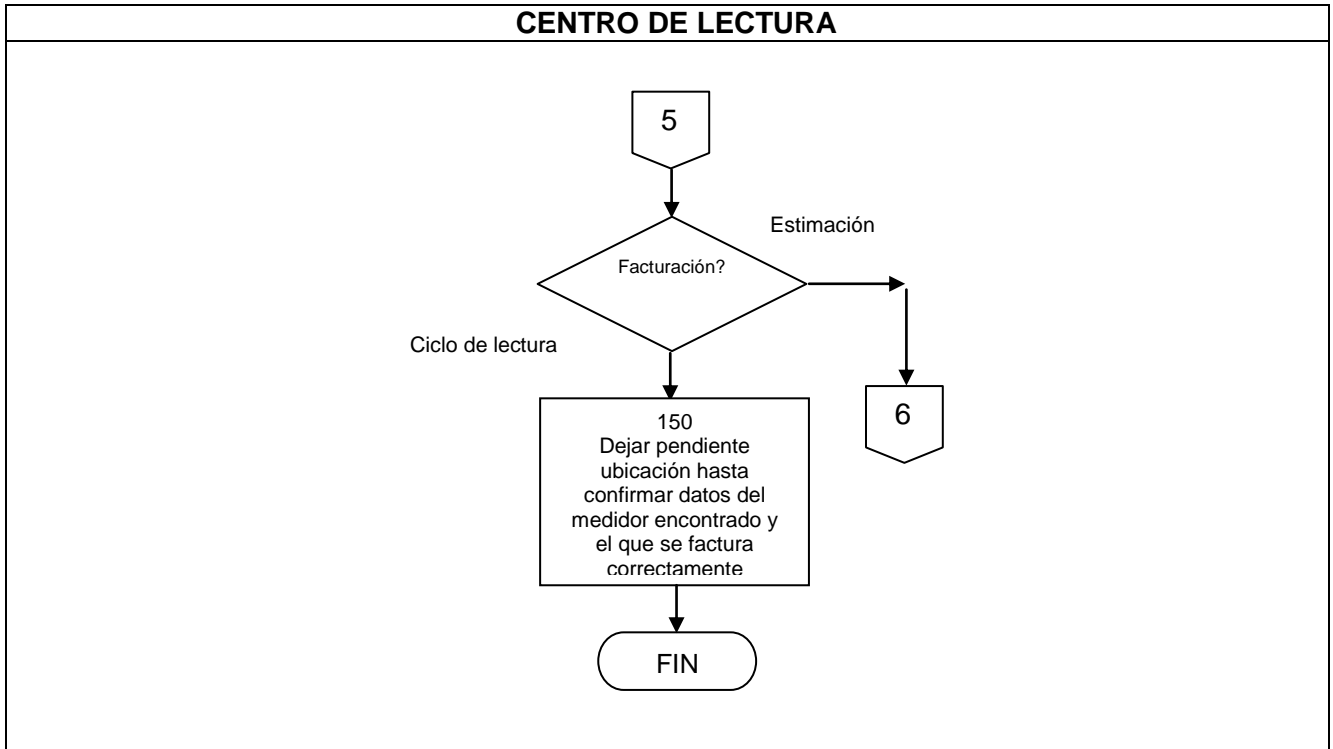 CENTRO DE LECTURA
5
Estimación
Facturación?
Ciclo de lectura
6
150
Dejar pendiente
ubicación hasta
confirmar datos del
medidor encontrado y
el que se factura
correctamente
FIN